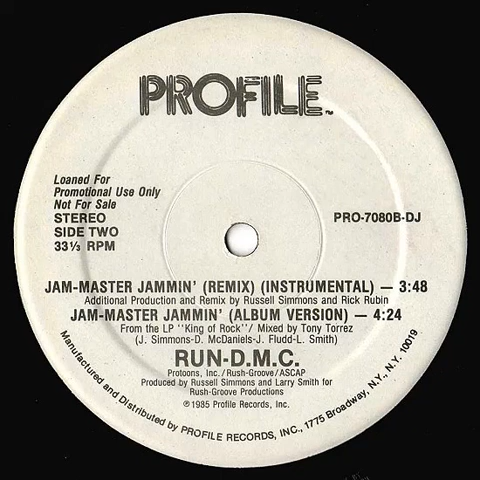 PROFILE™
Loaned For
Promotional Use Only
Not For Sale
STEREO
SIDE TWO
33⅓ RPM
PRO-7080B-DJ
JAM-MASTER JAMMIN' (REMIX) (INSTRUMENTAL) — 3:48
Additional Production and Remix by Russell Simmons and Rick Rubin
JAM-MASTER JAMMIN' (ALBUM VERSION) — 4:24
From the LP "King of Rock"/ Mixed by Tony Torrez
(J. Simmons-D. McDaniels-J. Fludd-L. Smith)
RUN-D.M.C.
Protoons, Inc./Rush-Groove/ASCAP
Produced by Russell Simmons and Larry Smith for
Rush-Groove Productions
℗1985 Profile Records, Inc.
Manufactured and Distributed by PROFILE RECORDS, INC., 1775 Broadway, N.Y., N.Y. 10019